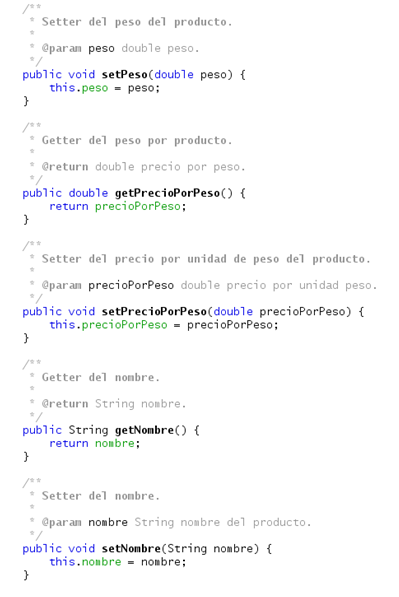 /**
 * Setter del peso del producto.
 *
 * @param peso double peso.
 */
public void setPeso(double peso) {
    this.peso = peso;
}

/**
 * Getter del peso por producto.
 *
 * @return double precio por peso.
 */
public double getPrecioPorPeso() {
    return precioPorPeso;
}

/**
 * Setter del precio por unidad de peso del producto.
 *
 * @param precioPorPeso double precio por unidad peso.
 */
public void setPrecioPorPeso(double precioPorPeso) {
    this.precioPorPeso = precioPorPeso;
}

/**
 * Getter del nombre.
 *
 * @return String nombre.
 */
public String getNombre() {
    return nombre;
}

/**
 * Setter del nombre.
 *
 * @param nombre String nombre del producto.
 */
public void setNombre(String nombre) {
    this.nombre = nombre;
}